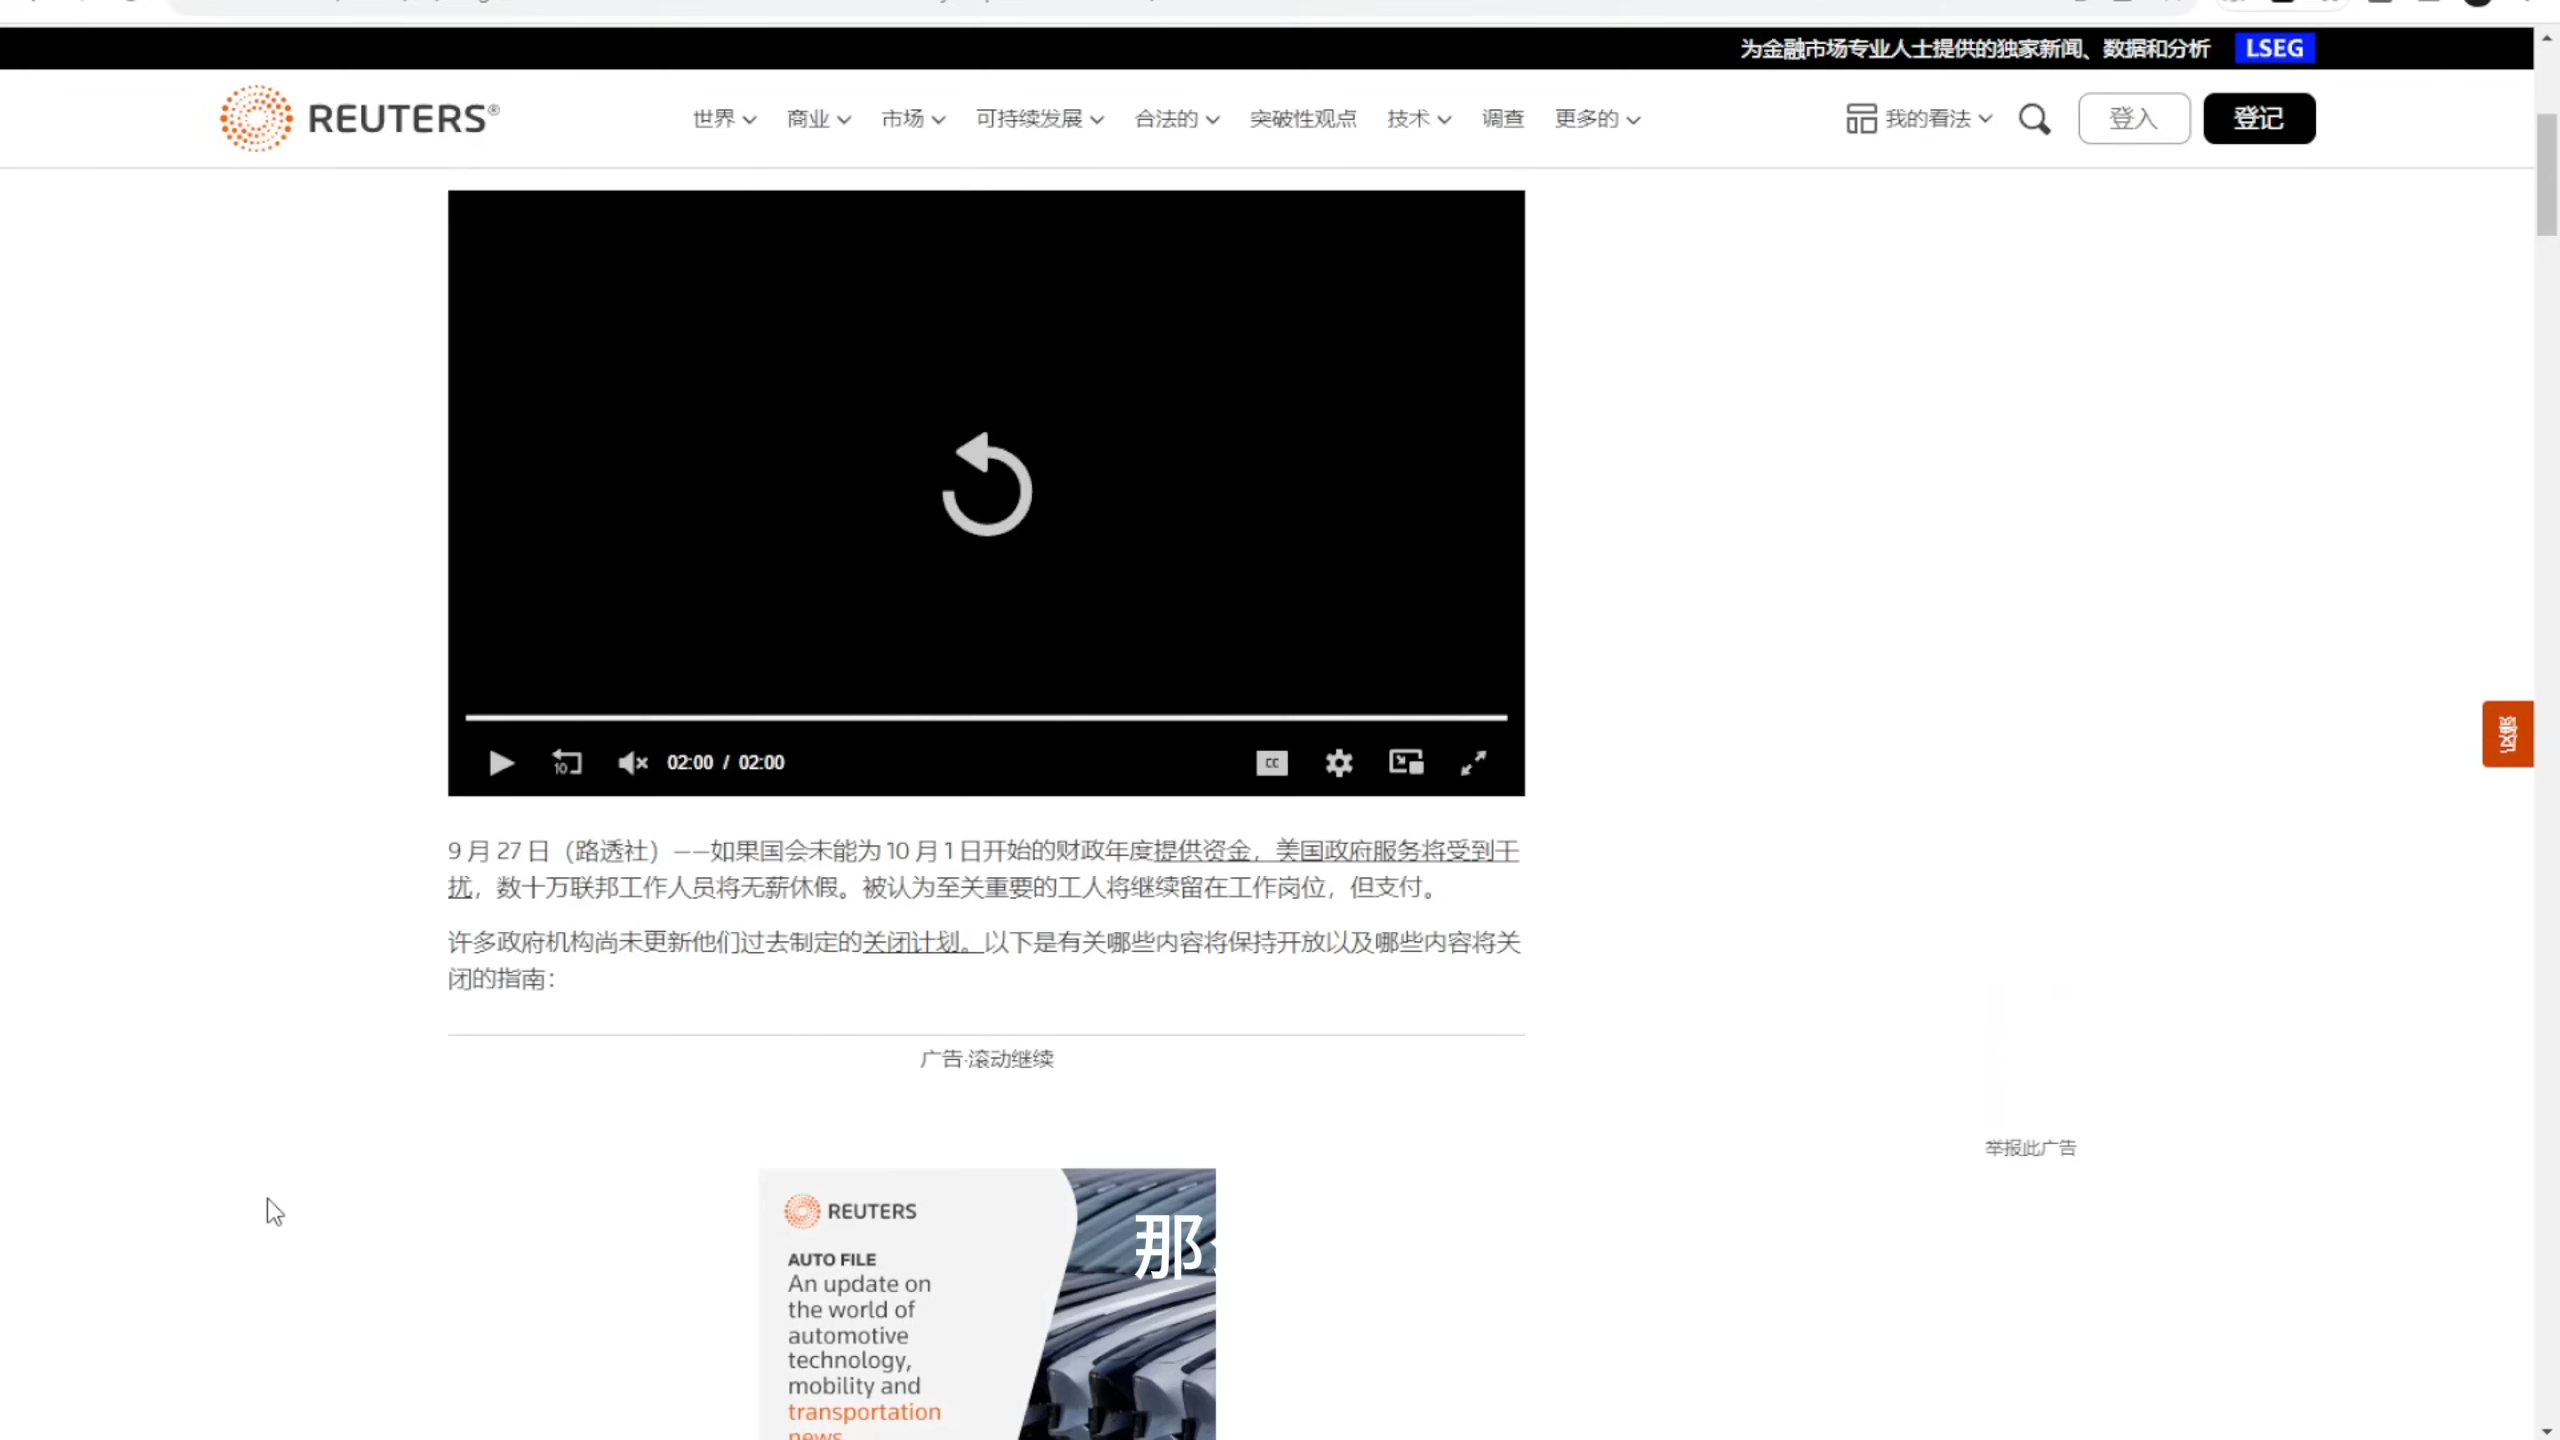 为金融市场专业人士提供的独家新闻、数据和分析 LSEG
REUTERS®
世界 商业 市场 可持续发展 合法的 突破性观点 技术 调查 更多的 我的看法 登入 登记
10 02:00 / 02:00 CC
反馈
9 月 27 日（路透社）——如果国会未能为 10 月 1 日开始的财政年度提供资金，美国政府服务将受到干
扰，数十万联邦工作人员将无薪休假。被认为至关重要的工人将继续留在工作岗位，但支付。
许多政府机构尚未更新他们过去制定的关闭计划。以下是有关哪些内容将保持开放以及哪些内容将关
闭的指南：
广告·滚动继续
举报此广告
REUTERS
AUTO FILE
An update on
the world of
automotive
technology,
mobility and
transportation
news
那